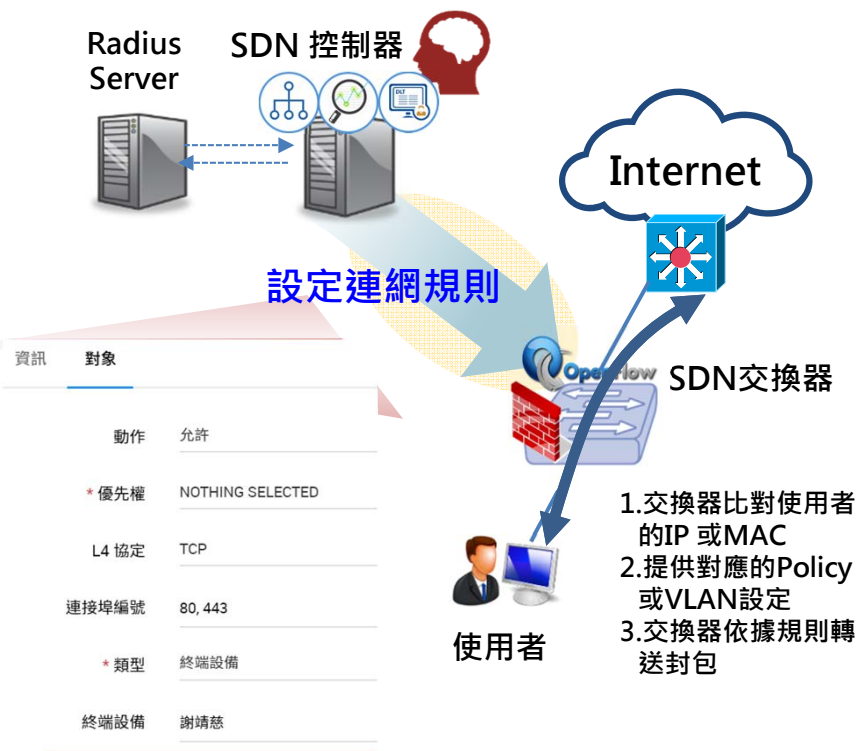 Radius
Server
SDN 控制器
DLT
Internet
設定連網規則
資訊 對象
動作 允許
* 優先權 NOTHING SELECTED
L4 協定 TCP
連接埠編號 80, 443
* 類型 終端設備
終端設備 謝靖慈
OpenFlow
SDN交換器
使用者
1.交換器比對使用者
的IP 或MAC
2.提供對應的Policy
或VLAN設定
3.交換器依據規則轉
送封包